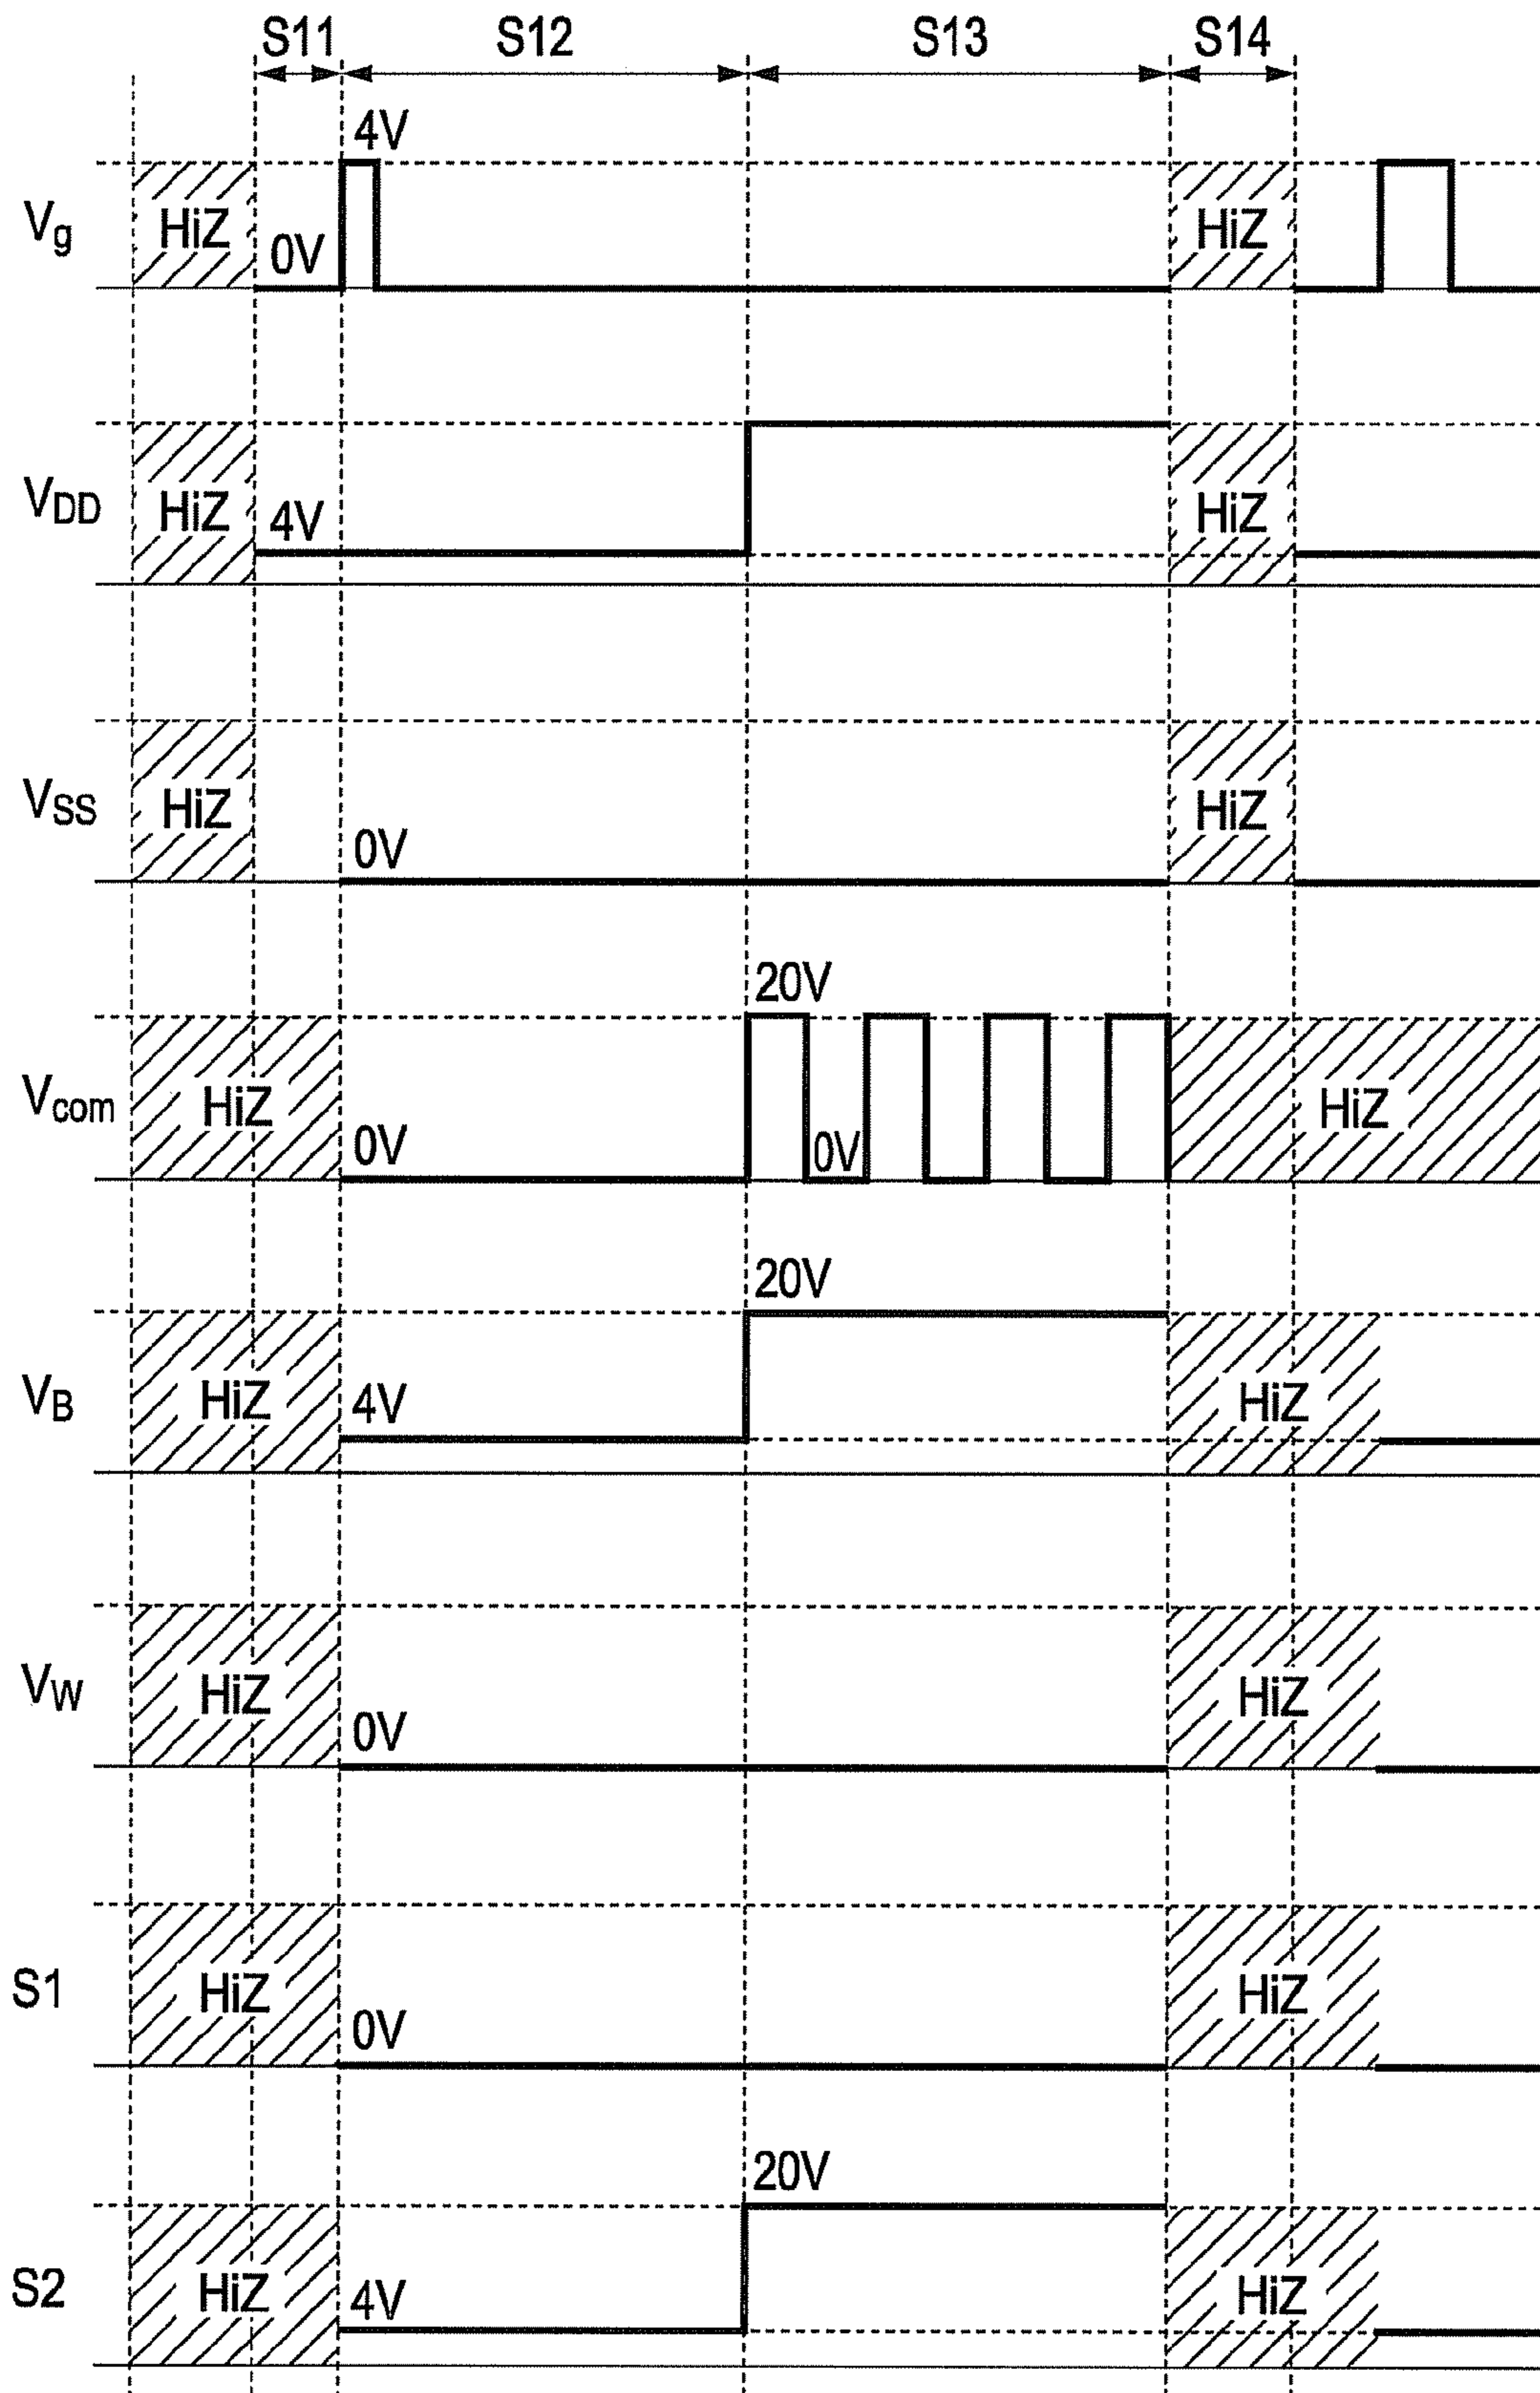 S11 S12 S13 S14
4V
Vg HiZ 0V HiZ
VDD HiZ 4V HiZ
VSS HiZ HiZ
0V
20V
Vcom HiZ 0V 0V HiZ
20V
VB HiZ 4V HiZ
VW HiZ 0V HiZ
S1 HiZ 0V HiZ
20V
S2 HiZ 4V HiZ